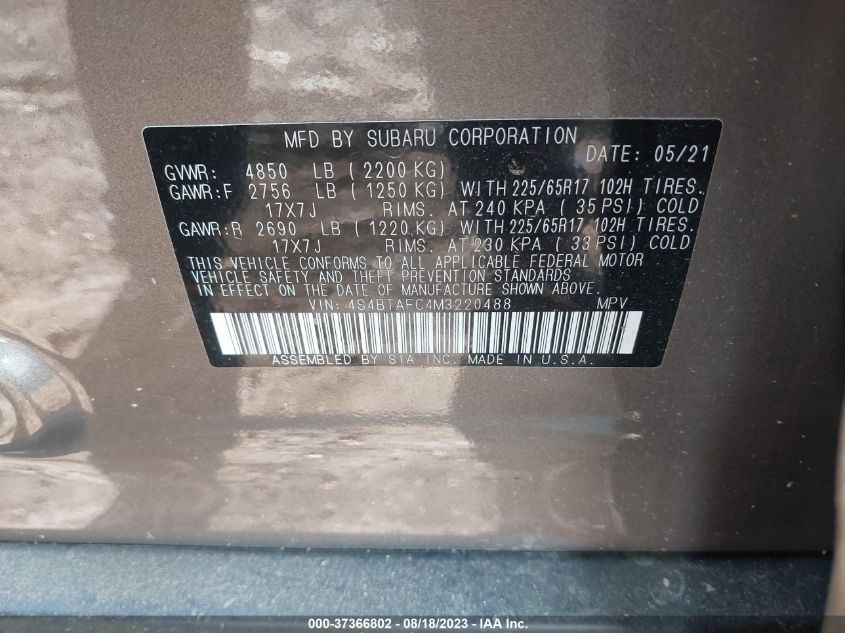 MFD BY SUBARU CORPORATION
DATE: 05/21
GVWR: 4850 LB (2200 KG)
GAWR:F 2756 LB (1250 KG) WITH 225/65R17 102H TIRES.
17X7J RIMS. AT 240 KPA (35 PSI) COLD
GAWR:R 2690 LB (1220 KG) WITH 225/65R17 102H TIRES.
17X7J RIMS. AT 230 KPA (33 PSI) COLD
THIS VEHICLE CONFORMS TO ALL APPLICABLE FEDERAL MOTOR
VEHICLE SAFETY AND THEFT PREVENTION STANDARDS
IN EFFECT ON THE DATE OF MANUFACTURE SHOWN ABOVE.
VIN: 4S4BTAFC4M3220488 MPV
ASSEMBLED BY SIA INC. MADE IN U.S.A.
000-37366802 - 08/18/2023 - IAA Inc.